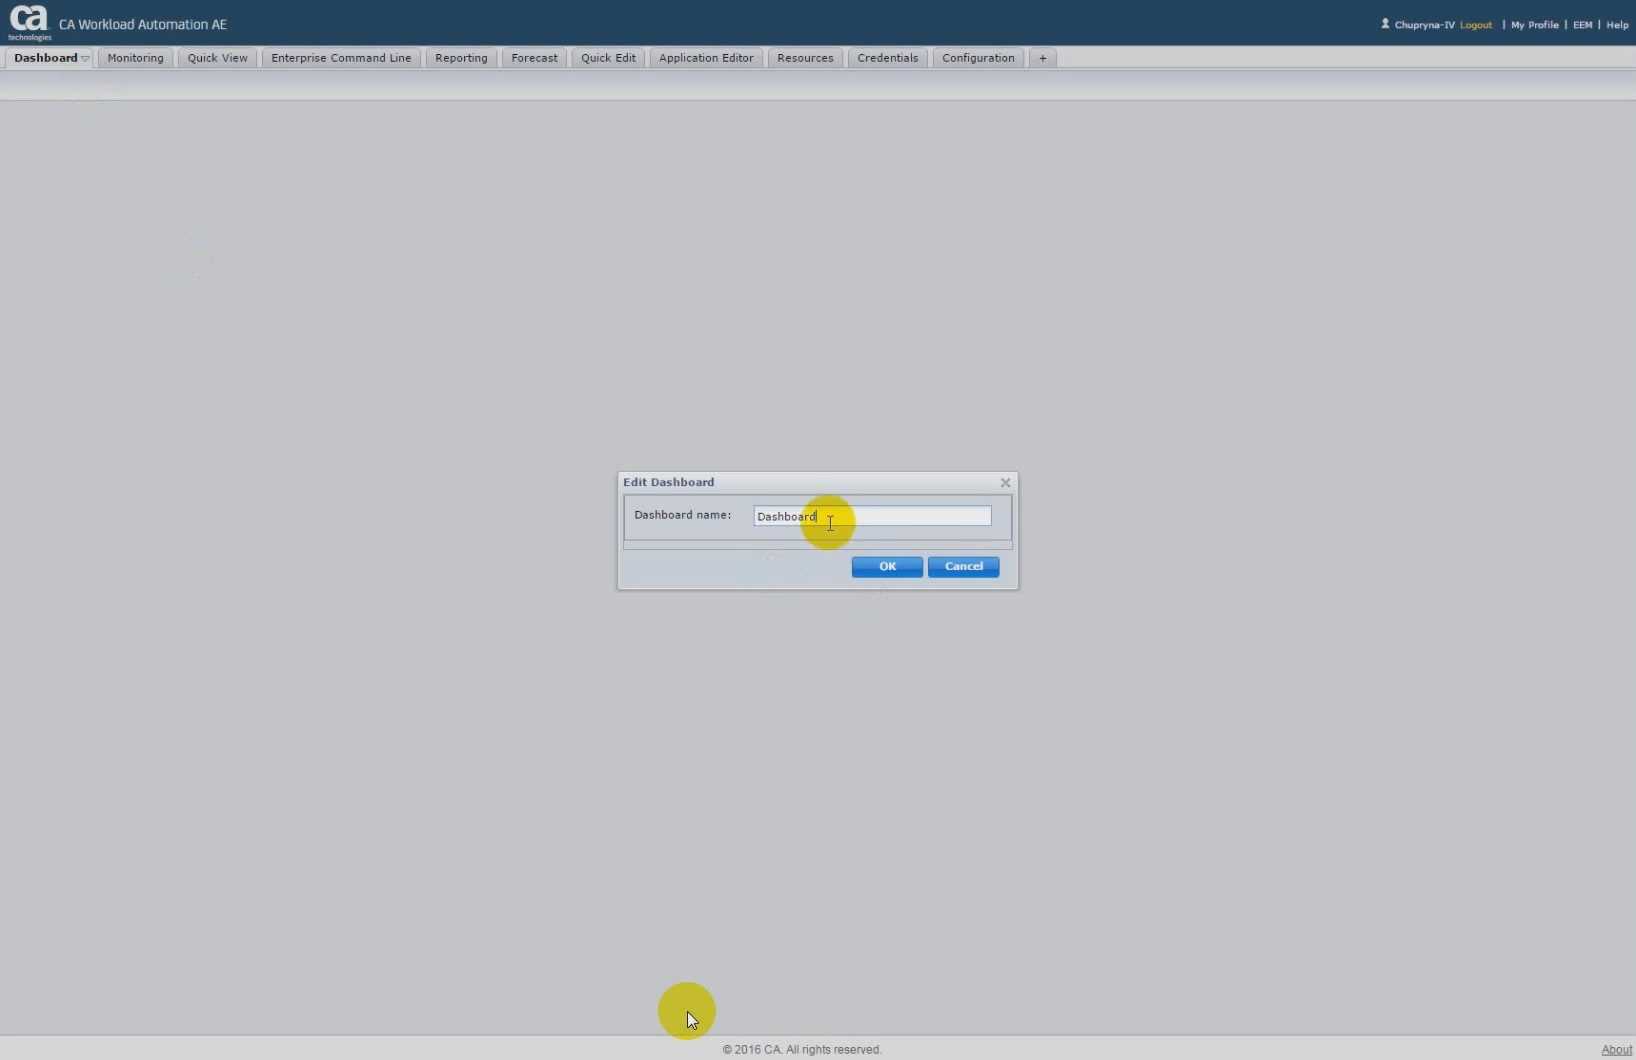 ca
technologies
CA Workload Automation AE
Chupryna-IV Logout | My Profile | EEM | Help
Dashboard
Monitoring
Quick View
Enterprise Command Line
Reporting
Forecast
Quick Edit
Application Editor
Resources
Credentials
Configuration
+
Edit Dashboard
Dashboard name:
Dashboard
OK
Cancel
© 2016 CA. All rights reserved.
About